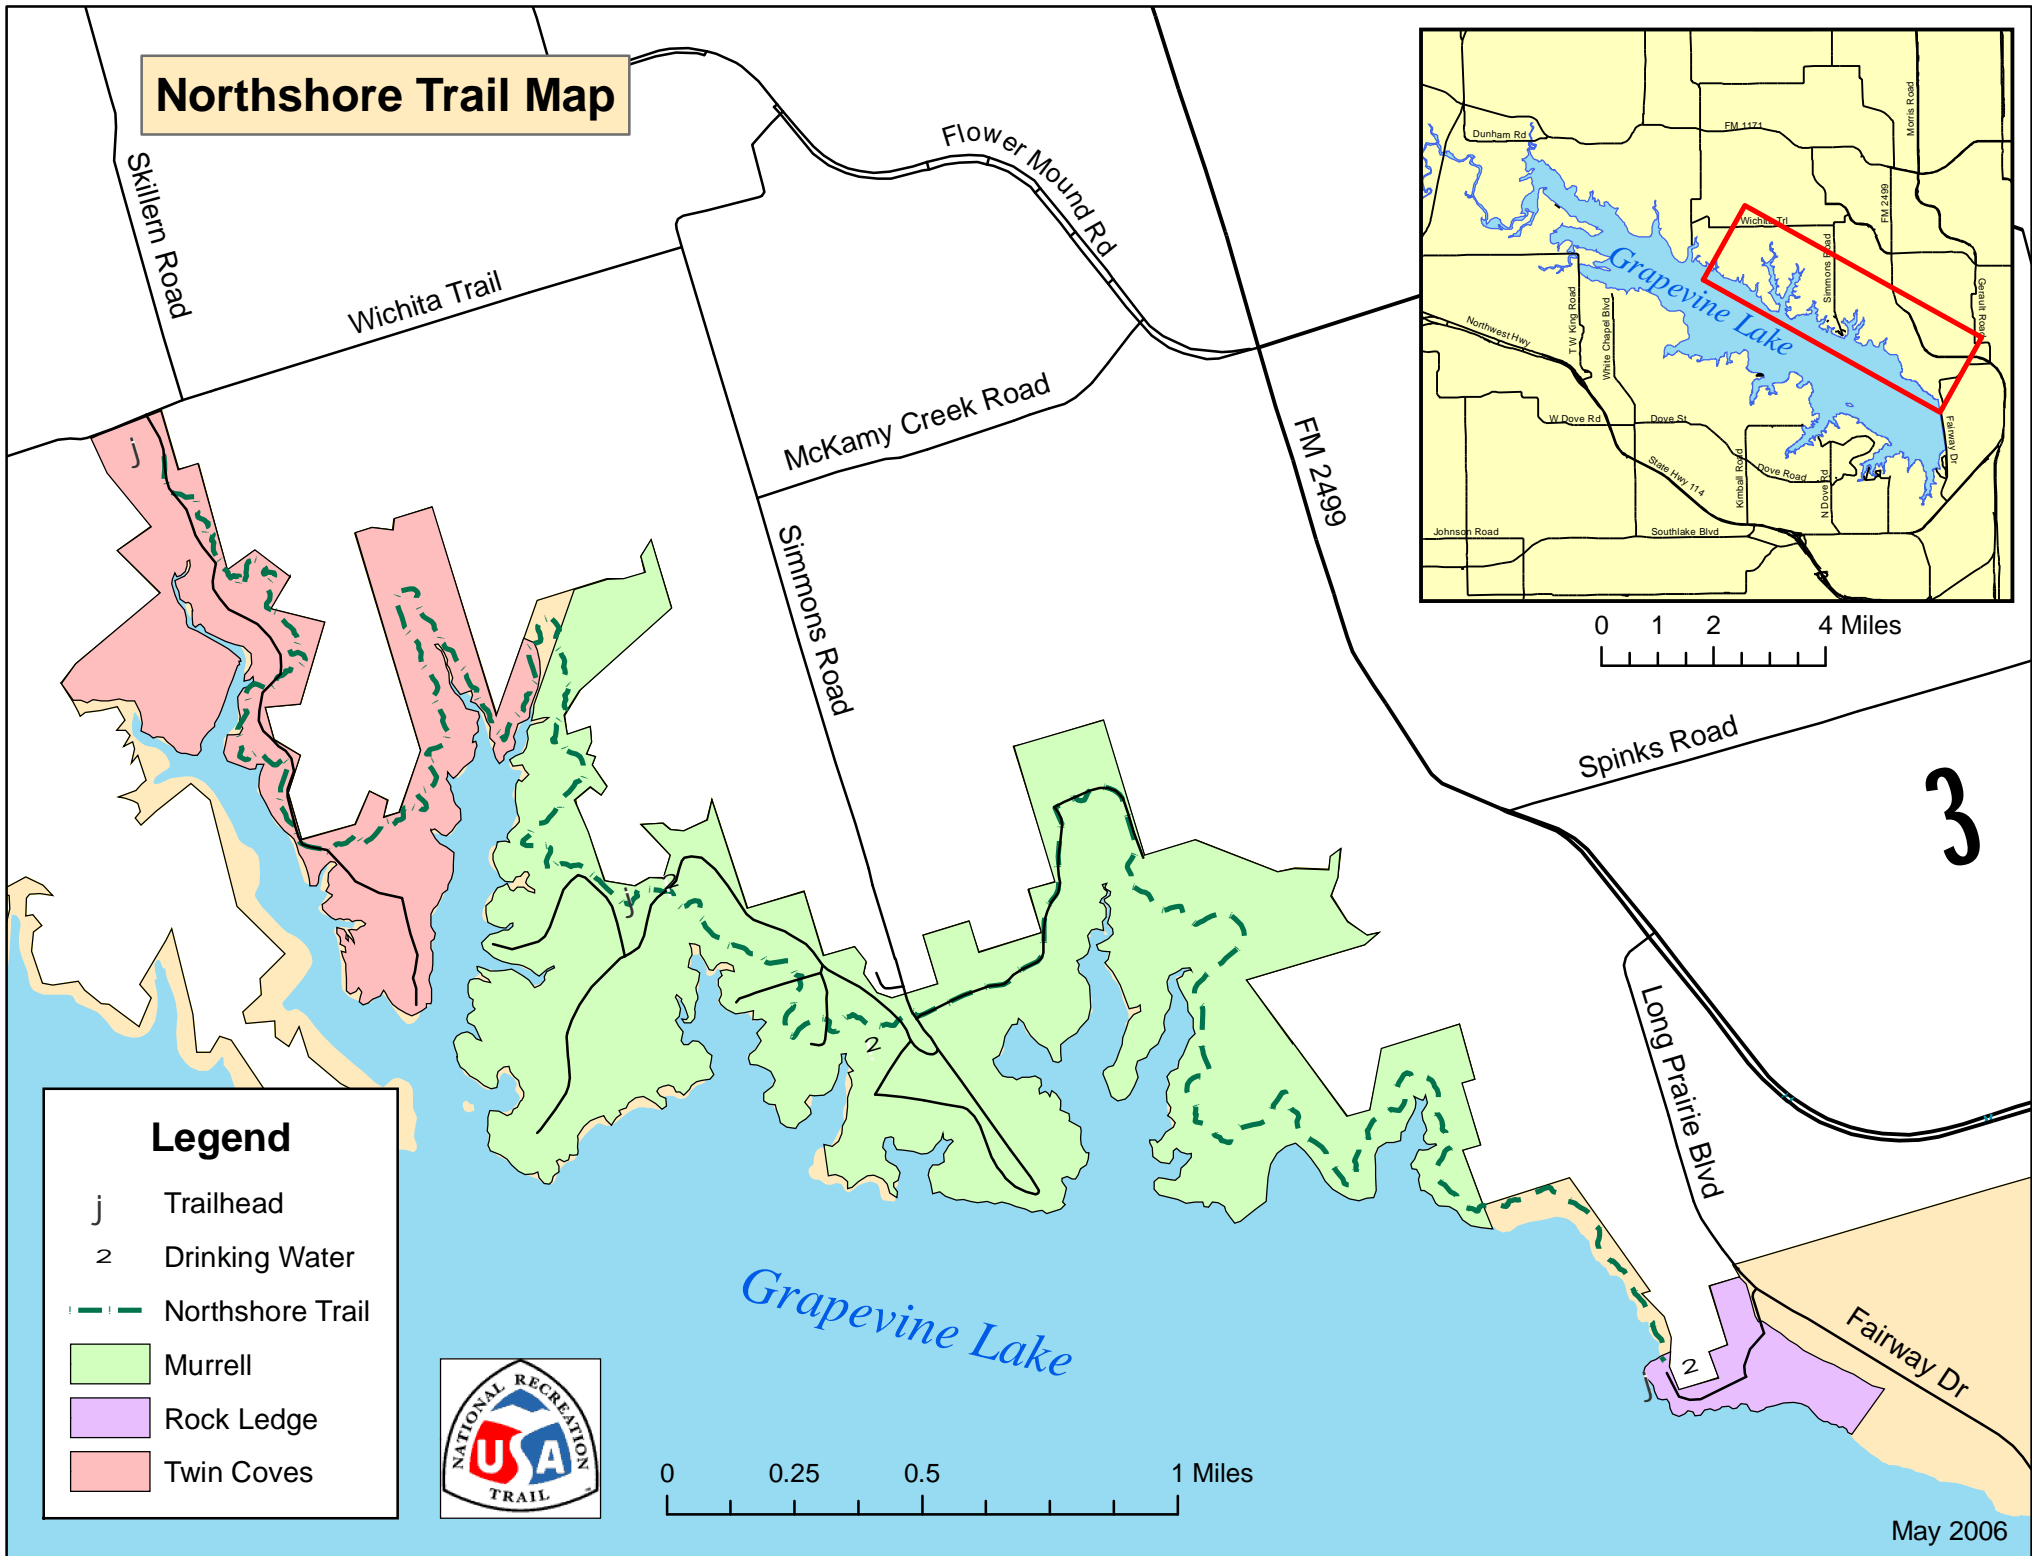 Northshore Trail Map
Skillern Road
Wichita Trail
Flower Mound Rd
McKamy Creek Road
Simmons Road
FM 2499
Spinks Road
3
Long Prairie Blvd
Fairway Dr
Grapevine Lake
j
j
2
2
2
j
Dunham Rd
FM 1171
Morris Road
FM 2499
Wichita Trl
Simmons Road
Gerault Road
Grapevine Lake
T W King Road
White Chapel Blvd
Northwest Hwy
W Dove Rd
Dove St
Kimball Road
Dove Road
N Dove Rd
Fairway Dr
State Hwy 114
Johnson Road
Southlake Blvd
0 1 2 4 Miles
Legend
j Trailhead
2 Drinking Water
Northshore Trail
Murrell
Rock Ledge
Twin Coves
NATIONAL RECREATION
USA
TRAIL
0 0.25 0.5 1 Miles
May 2006